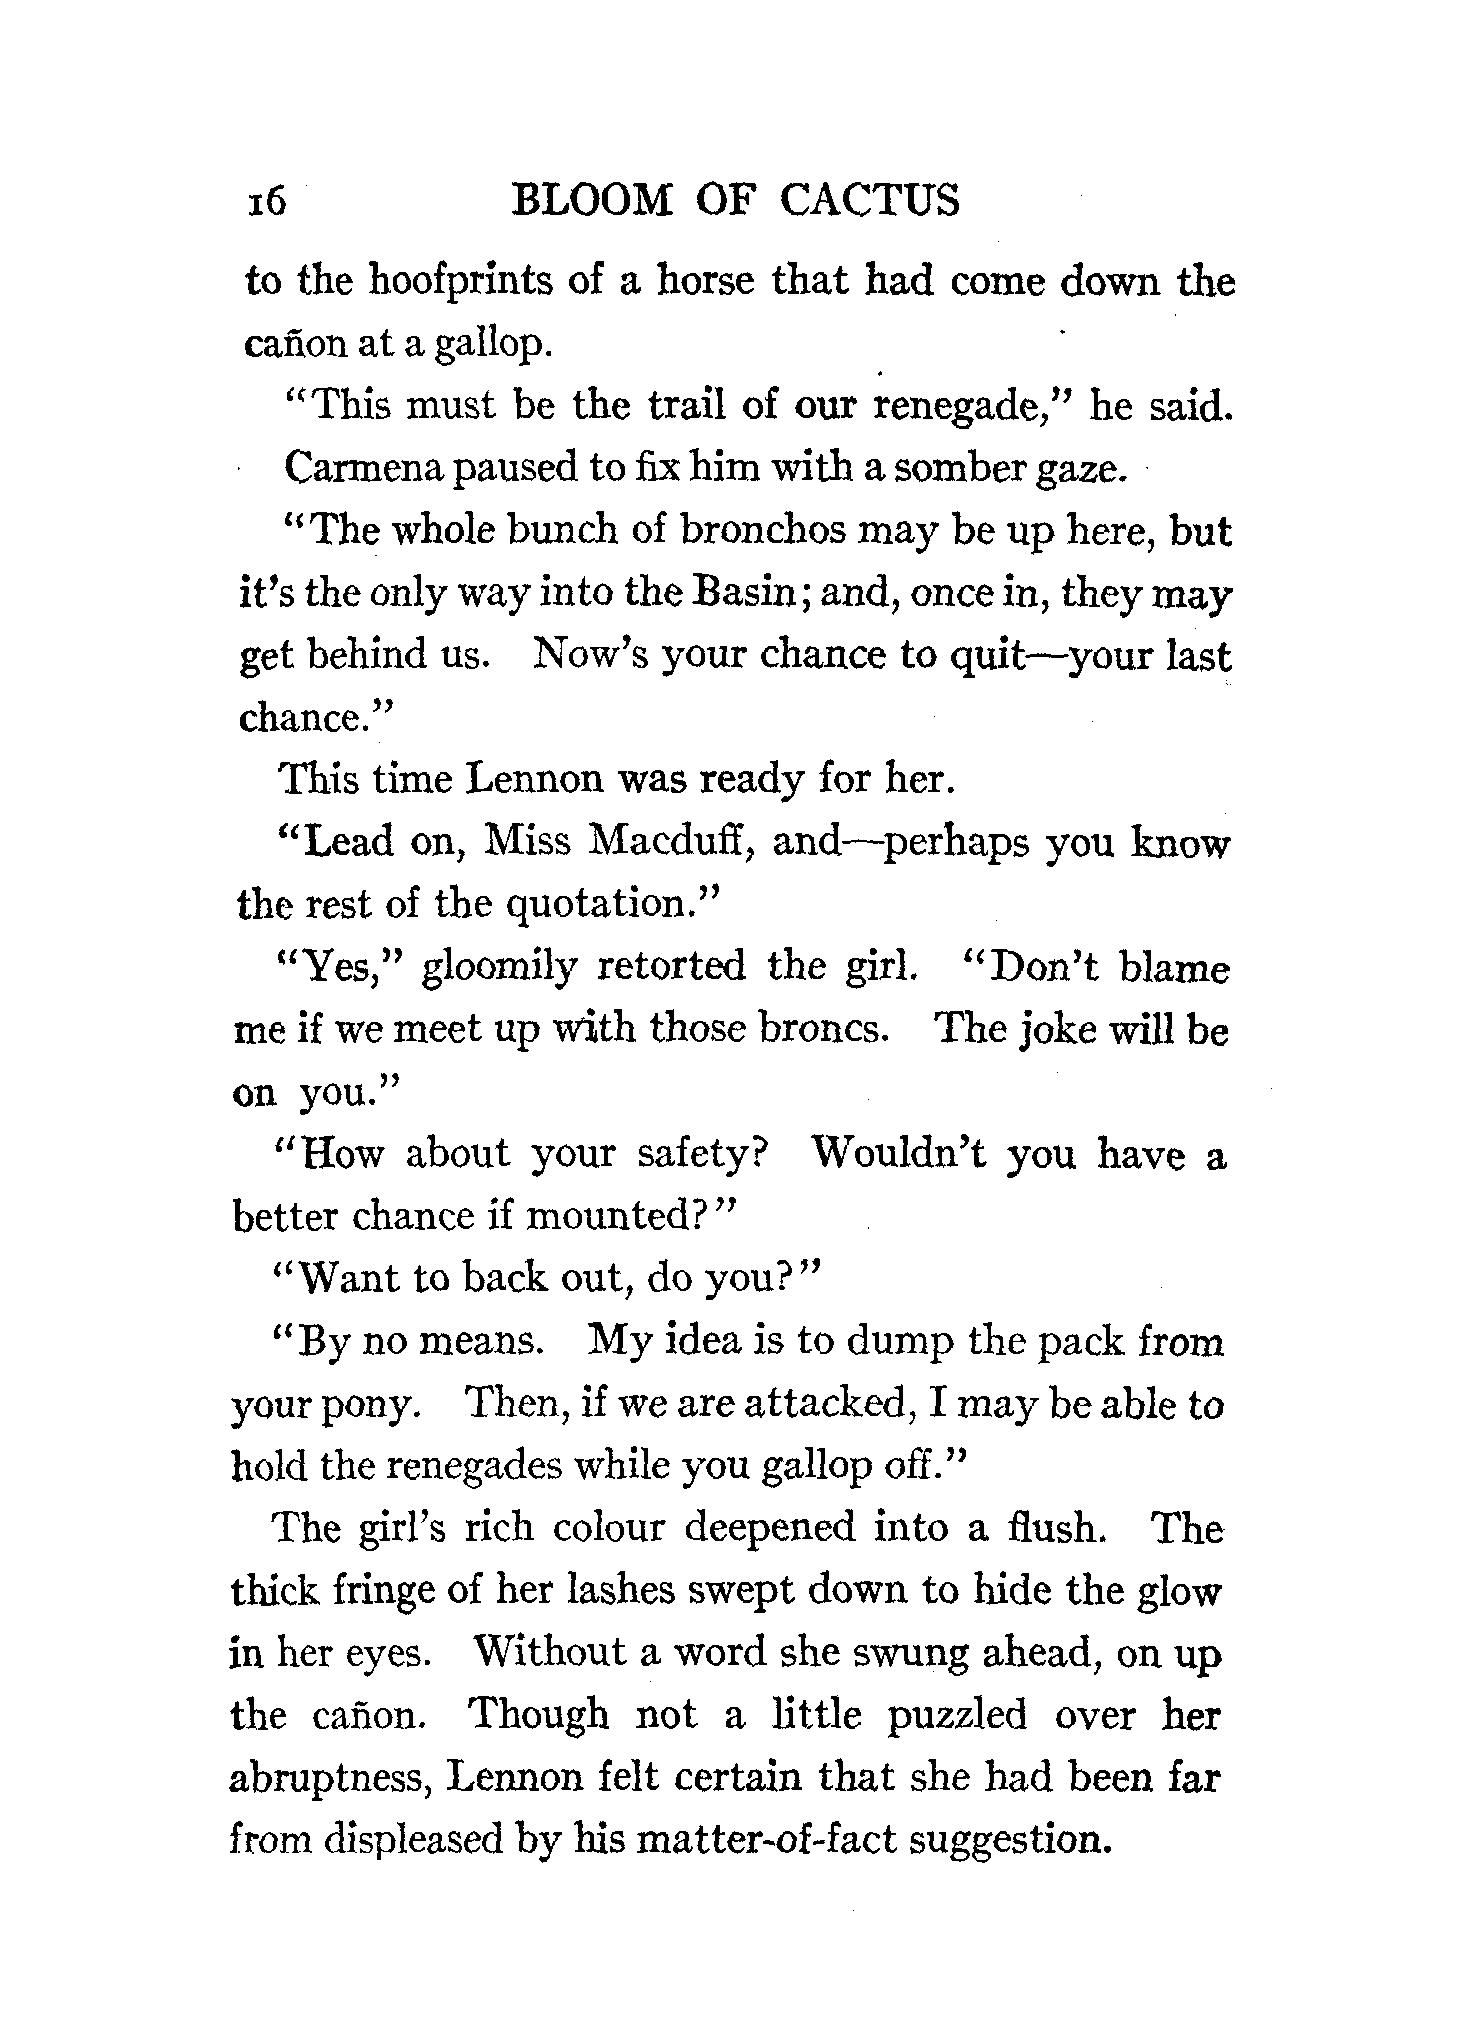 16 BLOOM OF CACTUS
to the hoofprints of a horse that had come down the
cañon at a gallop.
"This must be the trail of our renegade," he said.
Carmena paused to fix him with a somber gaze.
"The whole bunch of bronchos may be up here, but
it's the only way into the Basin; and, once in, they may
get behind us. Now's your chance to quit—your last
chance."
This time Lennon was ready for her.
"Lead on, Miss Macduff, and—perhaps you know
the rest of the quotation."
"Yes," gloomily retorted the girl. "Don't blame
me if we meet up with those broncs. The joke will be
on you."
"How about your safety? Wouldn't you have a
better chance if mounted?"
"Want to back out, do you?"
"By no means. My idea is to dump the pack from
your pony. Then, if we are attacked, I may be able to
hold the renegades while you gallop off."
The girl's rich colour deepened into a flush. The
thick fringe of her lashes swept down to hide the glow
in her eyes. Without a word she swung ahead, on up
the cañon. Though not a little puzzled over her
abruptness, Lennon felt certain that she had been far
from displeased by his matter-of-fact suggestion.